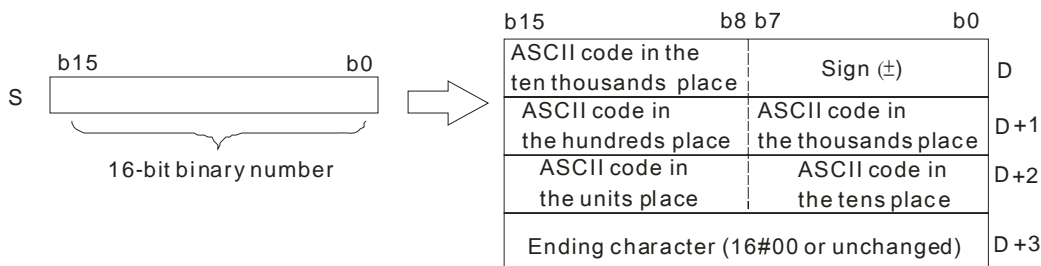 b15 b0
S
16-bit binary number
b15 b8 b7 b0
ASCII code in the
ten thousands place
Sign (±)
D
ASCII code in
the hundreds place
ASCII code in
the thousands place
D+1
ASCII code in
the units place
ASCII code in
the tens place
D+2
Ending character (16#00 or unchanged)
D+3